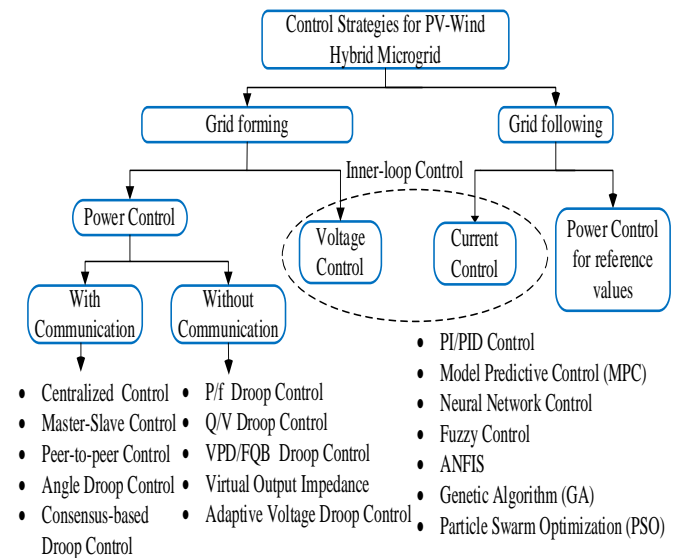 Control Strategies for PV-Wind
Hybrid Microgrid
Grid forming
Grid following
Inner-loop Control
Power Control
Voltage
Control
Current
Control
Power Control
for reference
values
With
Communication
Without
Communication
• Centralized Control
• Master-Slave Control
• Peer-to-peer Control
• Angle Droop Control
• Consensus-based
Droop Control
• P/f Droop Control
• Q/V Droop Control
• VPD/FQB Droop Control
• Virtual Output Impedance
• Adaptive Voltage Droop Control
• PI/PID Control
• Model Predictive Control (MPC)
• Neural Network Control
• Fuzzy Control
• ANFIS
• Genetic Algorithm (GA)
• Particle Swarm Optimization (PSO)